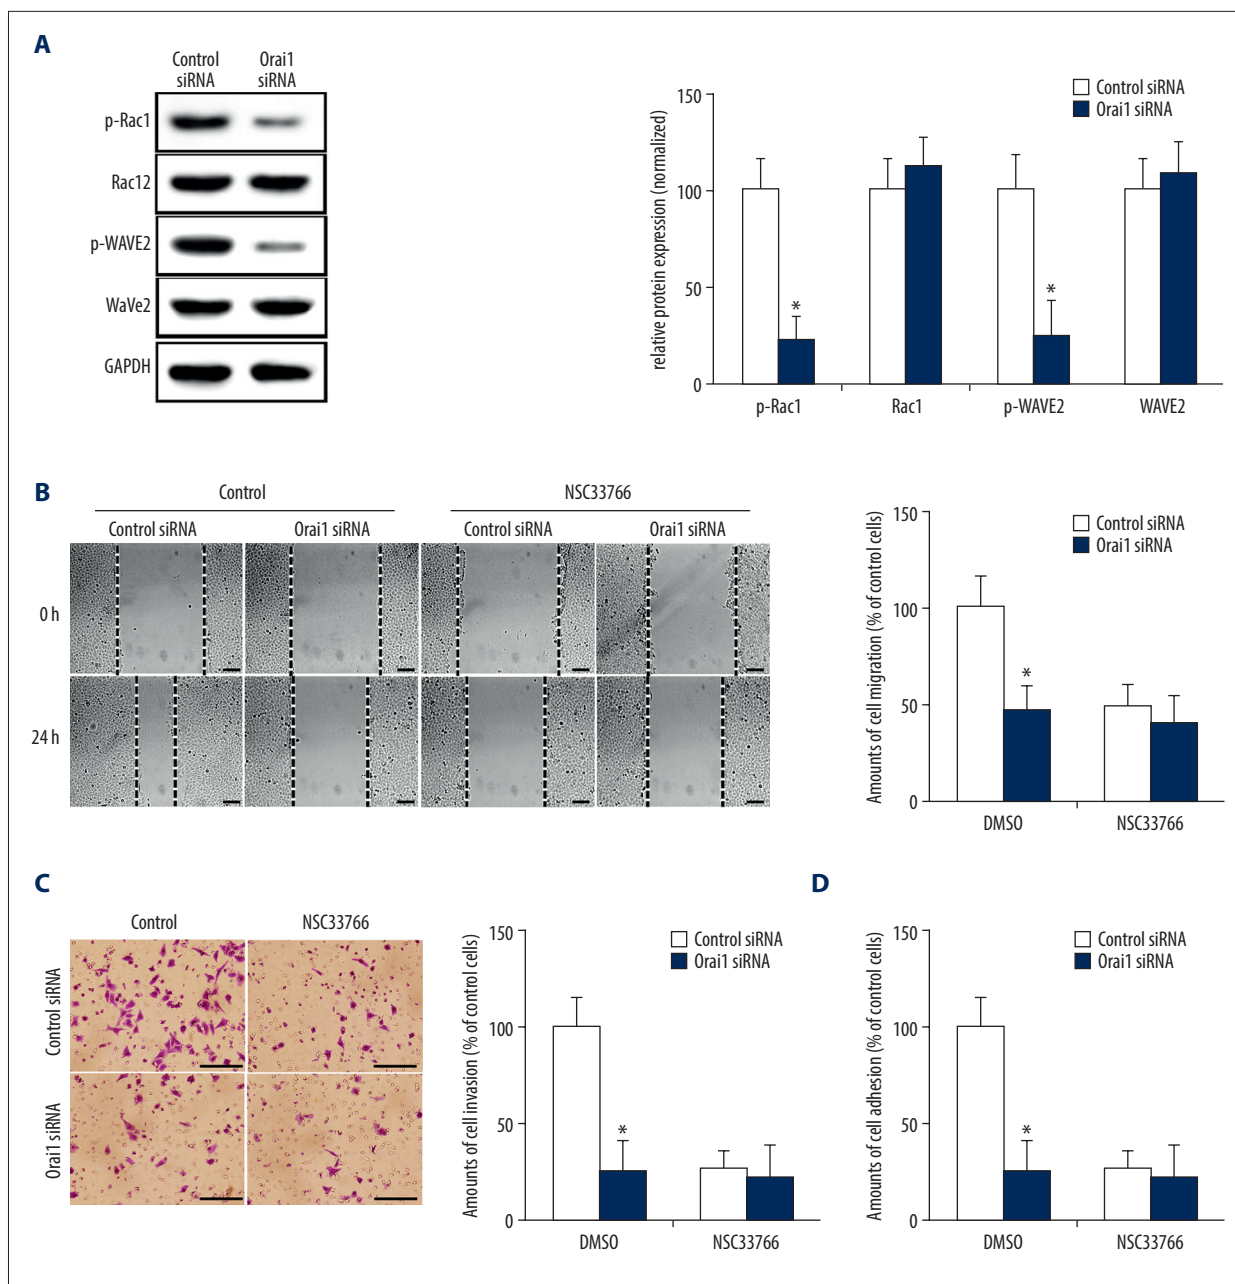 A
Control
siRNA
Orai1
siRNA
p-Rac1
Rac12
p-WAVE2
WaVe2
GAPDH
relative protein expression (normalized)
150
100
50
0
Control siRNA
Orai1 siRNA
*
*
p-Rac1
Rac1
p-WAVE2
WAVE2
B
Control
NSC33766
Control siRNA
Orai1 siRNA
Control siRNA
Orai1 siRNA
0 h
24 h
Amounts of cell migration (% of control cells)
150
100
50
0
Control siRNA
Orai1 siRNA
*
DMSO
NSC33766
C
Control
NSC33766
Control siRNA
Orai1 siRNA
Amounts of cell invasion (% of control cells)
150
100
50
0
Control siRNA
Orai1 siRNA
*
DMSO
NSC33766
D
Amounts of cell adhesion (% of control cells)
150
100
50
0
Control siRNA
Orai1 siRNA
*
DMSO
NSC33766